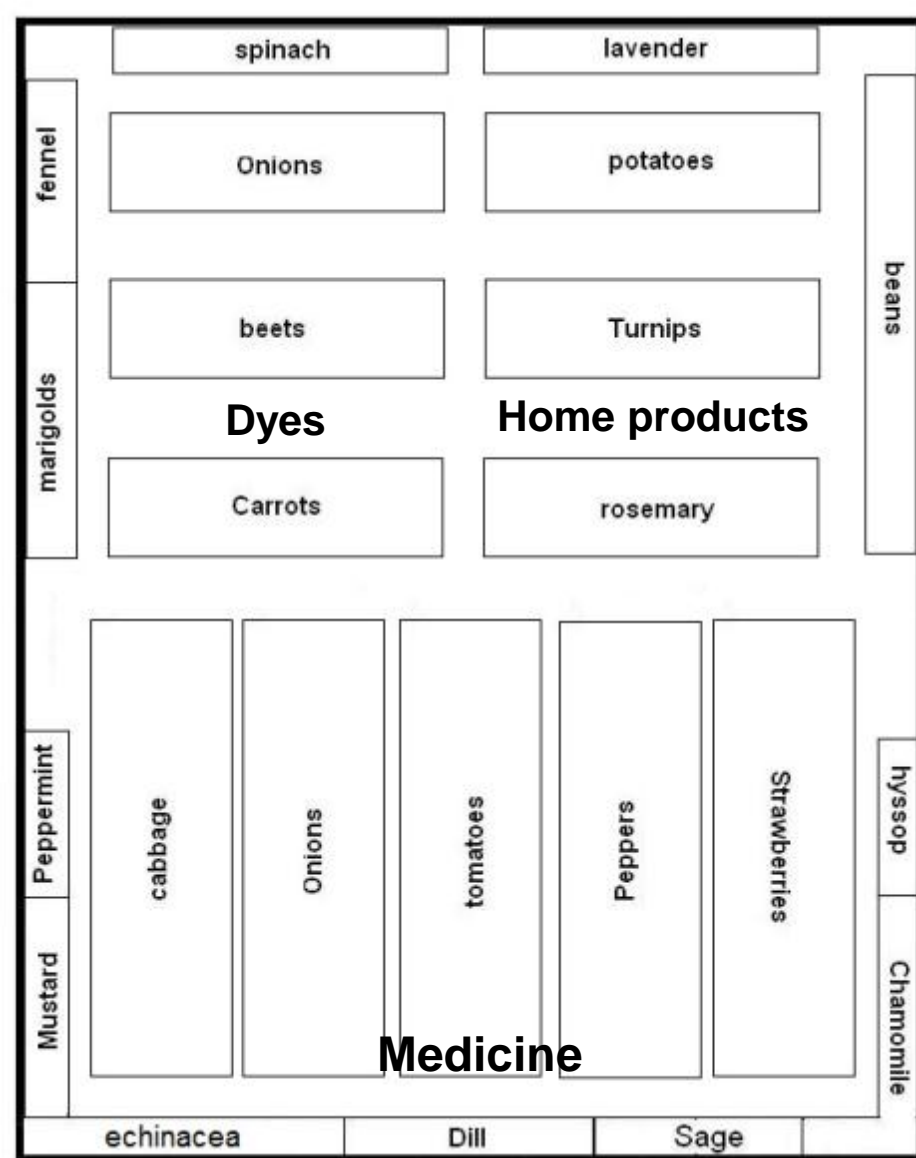 spinach
lavender
fennel
Onions
potatoes
beans
beets
Turnips
marigolds
Dyes
Home products
Carrots
rosemary
Peppermint
cabbage
Onions
tomatoes
Peppers
Strawberries
hyssop
Mustard
Chamomile
Medicine
echinacea
Dill
Sage